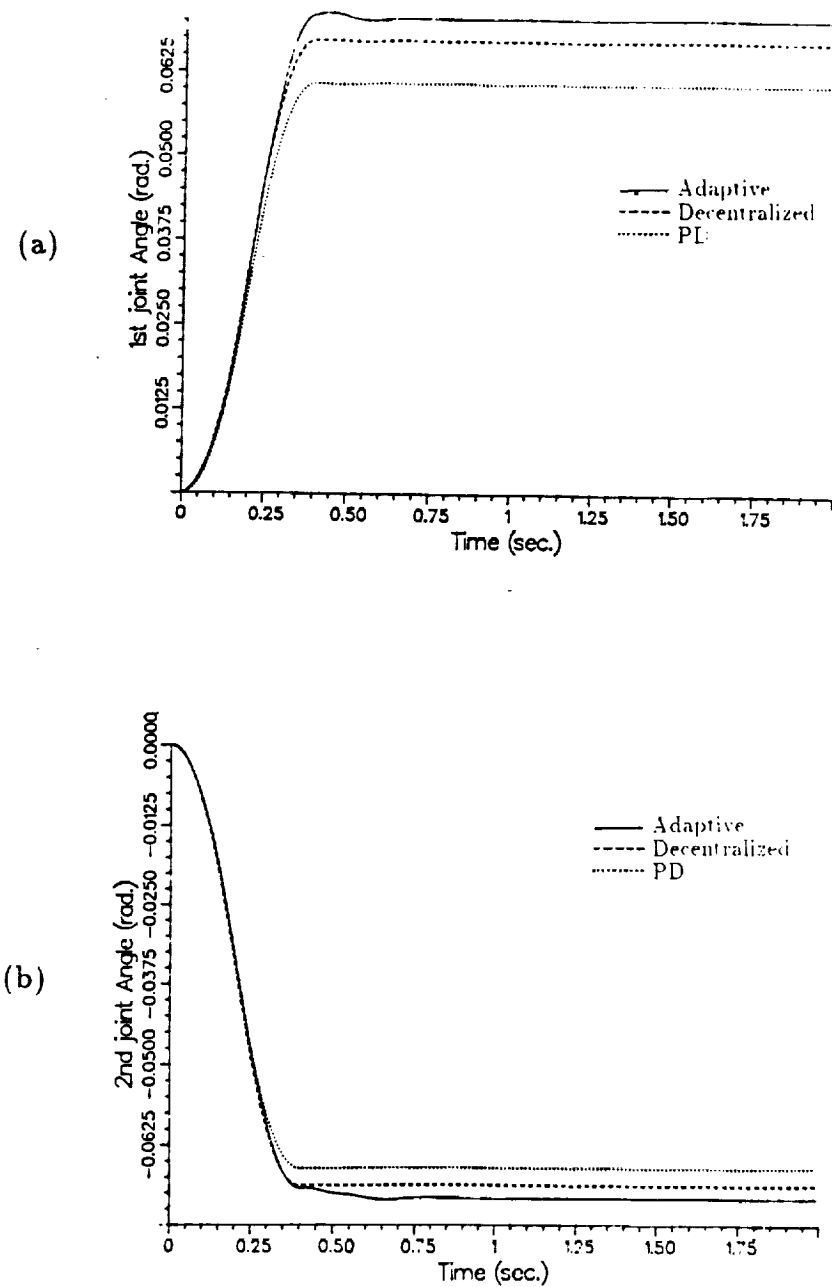 (a)
1st joint Angle (rad.)
0.0625
0.0500
0.0375
0.0250
0.0125
Adaptive
Decentralized
0
0.25
0.50
0.75
1
1.25
1.50
1.75
Time (sec.)
(b)
2nd joint Angle (rad.)
0.0000
-0.0125
-0.0250
-0.0375
-0.0500
-0.0625
Adaptive
Decentralized
PD
0
0.25
0.50
0.75
1
1.25
1.50
1.75
Time (sec.)